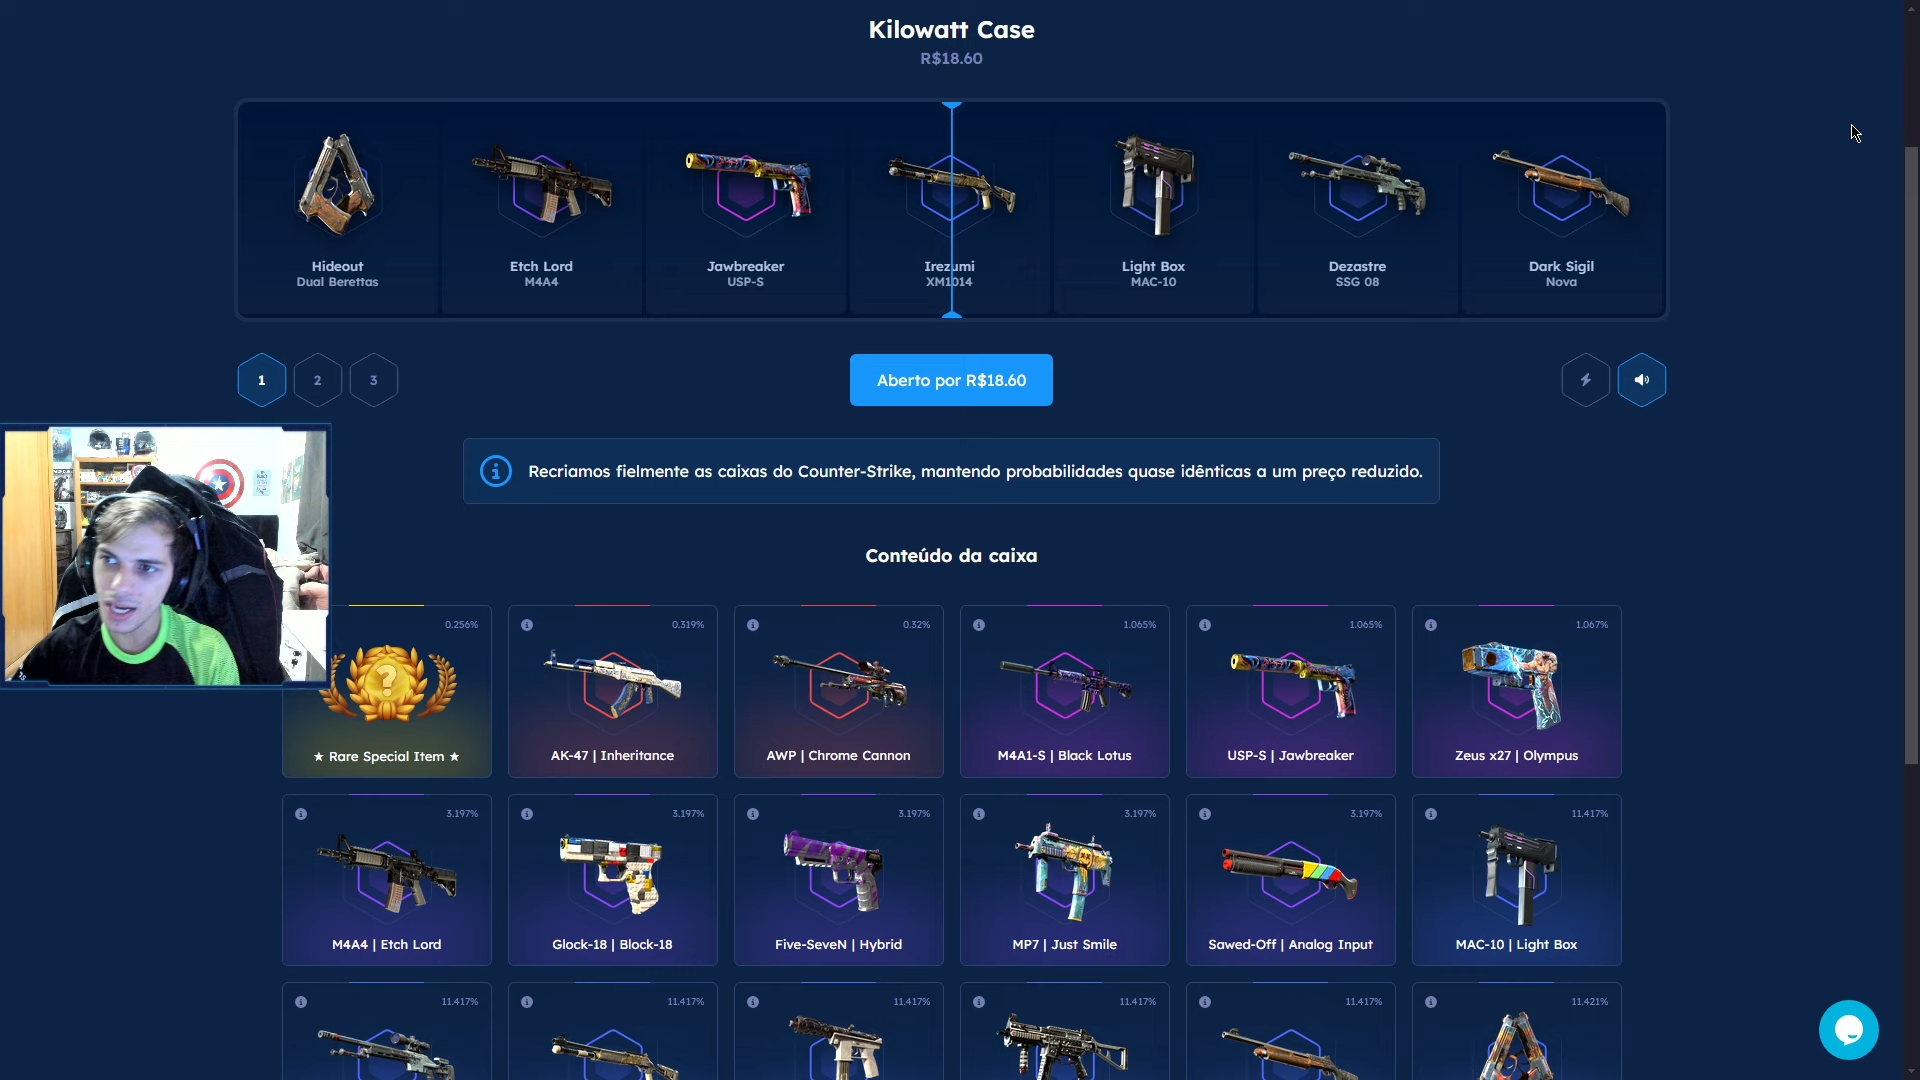 Kilowatt Case
R$18.60
Hideout
Dual Berettas
Etch Lord
M4A4
Jawbreaker
USP-S
Irezumi
XM1014
Light Box
MAC-10
Dezastre
SSG 08
Dark Sigil
Nova
1
2
3
Aberto por R$18.60
Recriamos fielmente as caixas do Counter-Strike, mantendo probabilidades quase idênticas a um preço reduzido.
Conteúdo da caixa
0.256%
★ Rare Special Item ★
0.319%
AK-47 | Inheritance
0.32%
AWP | Chrome Cannon
1.065%
M4A1-S | Black Lotus
1.065%
USP-S | Jawbreaker
1.067%
Zeus x27 | Olympus
3.197%
M4A4 | Etch Lord
3.197%
Glock-18 | Block-18
3.197%
Five-SeveN | Hybrid
3.197%
MP7 | Just Smile
3.197%
Sawed-Off | Analog Input
11.417%
MAC-10 | Light Box
11.417%
11.417%
11.417%
11.417%
11.417%
11.421%